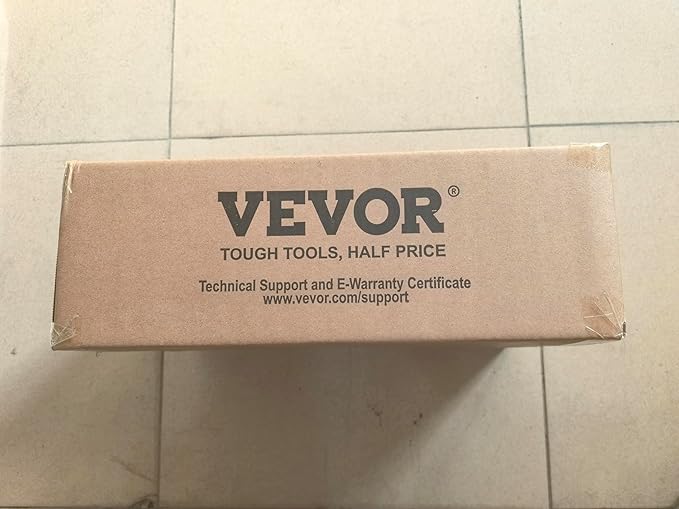 VEVOR®
TOUGH TOOLS, HALF PRICE
Technical Support and E-Warranty Certificate
www.vevor.com/support